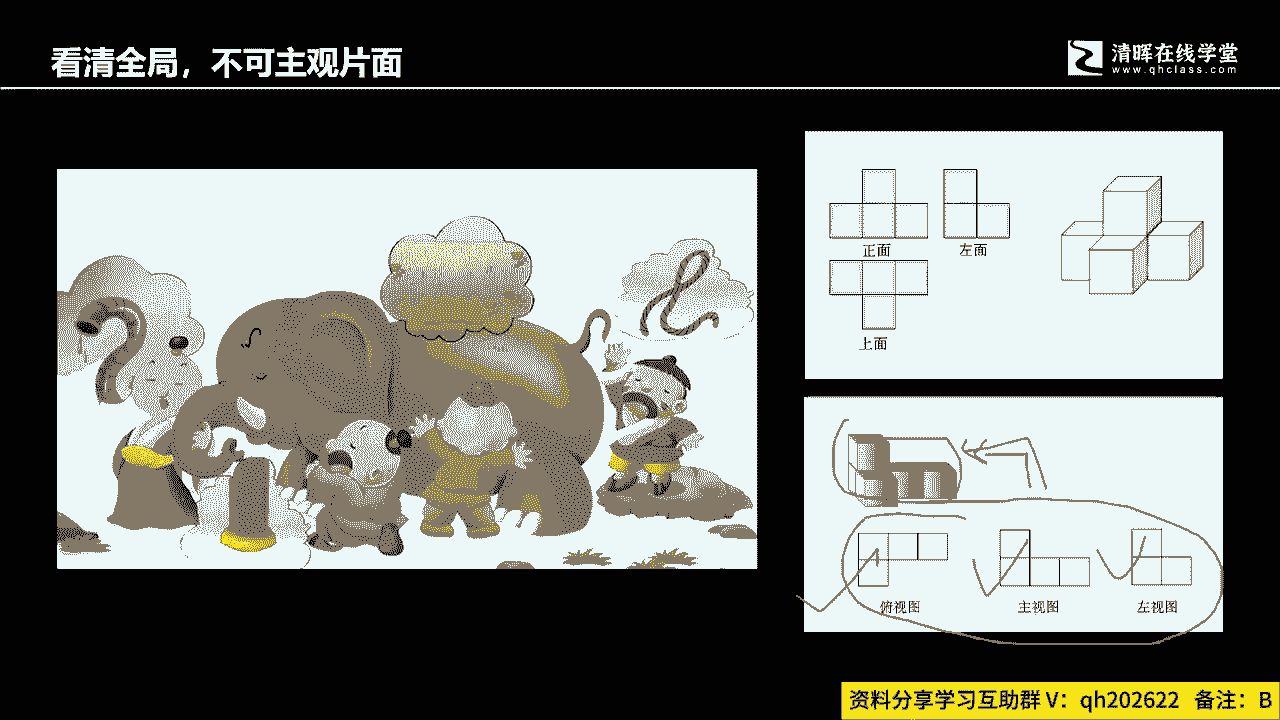 看清全局，不可主观片面
清晖在线学堂
www.qhclass.com
正面
左面
上面
俯视图
主视图
左视图
资料分享学习互助群 V：qh202622 备注：B